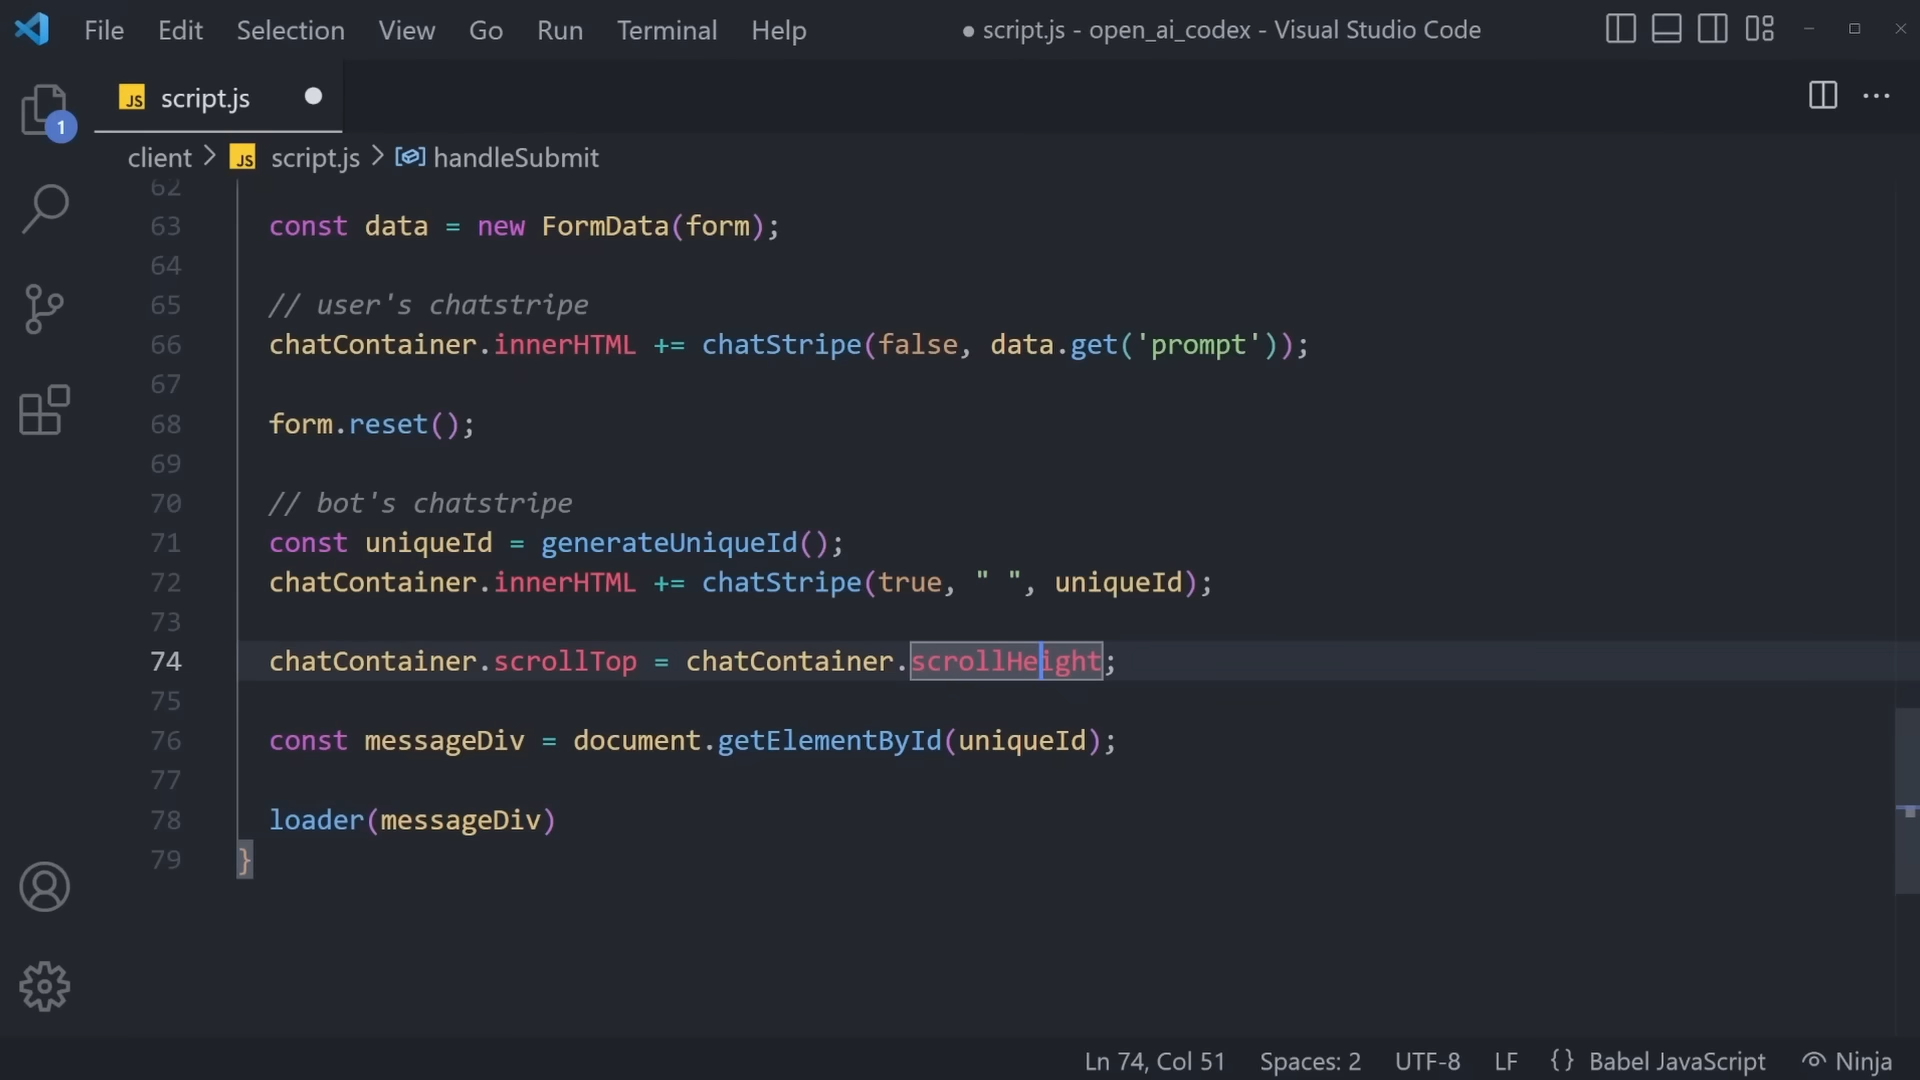 File Edit Selection View Go Run Terminal Help ● script.js - open_ai_codex - Visual Studio Code
JS script.js
1
client > JS script.js > handleSubmit
62
63 const data = new FormData(form);
64
65 // user's chatstripe
66 chatContainer.innerHTML += chatStripe(false, data.get('prompt'));
67
68 form.reset();
69
70 // bot's chatstripe
71 const uniqueId = generateUniqueId();
72 chatContainer.innerHTML += chatStripe(true, " ", uniqueId);
73
74 chatContainer.scrollTop = chatContainer.scrollHeight;
75
76 const messageDiv = document.getElementById(uniqueId);
77
78 loader(messageDiv)
79 }
Ln 74, Col 51 Spaces: 2 UTF-8 LF {} Babel JavaScript Ninja